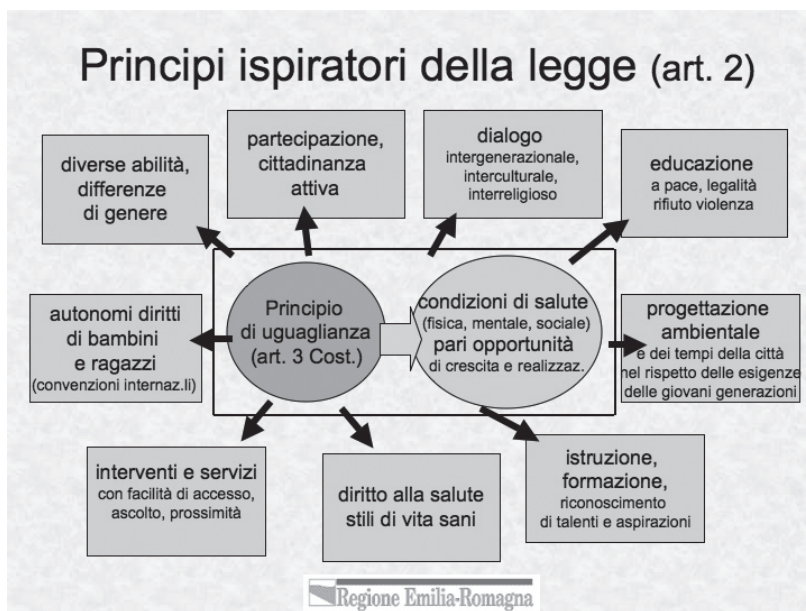 Principi ispiratori della legge (art. 2)
diverse abilità,
differenze
di genere
partecipazione,
cittadinanza
attiva
dialogo
intergenerazionale,
interculturale,
interreligioso
educazione
a pace, legalità
rifiuto violenza
autonomi diritti
di bambini
e ragazzi
(convenzioni internaz.li)
Principio
di uguaglianza
(art. 3 Cost.)
condizioni di salute
(fisica, mentale, sociale)
pari opportunità
di crescita e realizzaz.
progettazione
ambientale
e dei tempi della città
nel rispetto delle esigenze
delle giovani generazioni
interventi e servizi
con facilità di accesso,
ascolto, prossimità
diritto alla salute
stili di vita sani
istruzione,
formazione,
riconoscimento
di talenti e aspirazioni
Regione Emilia-Romagna